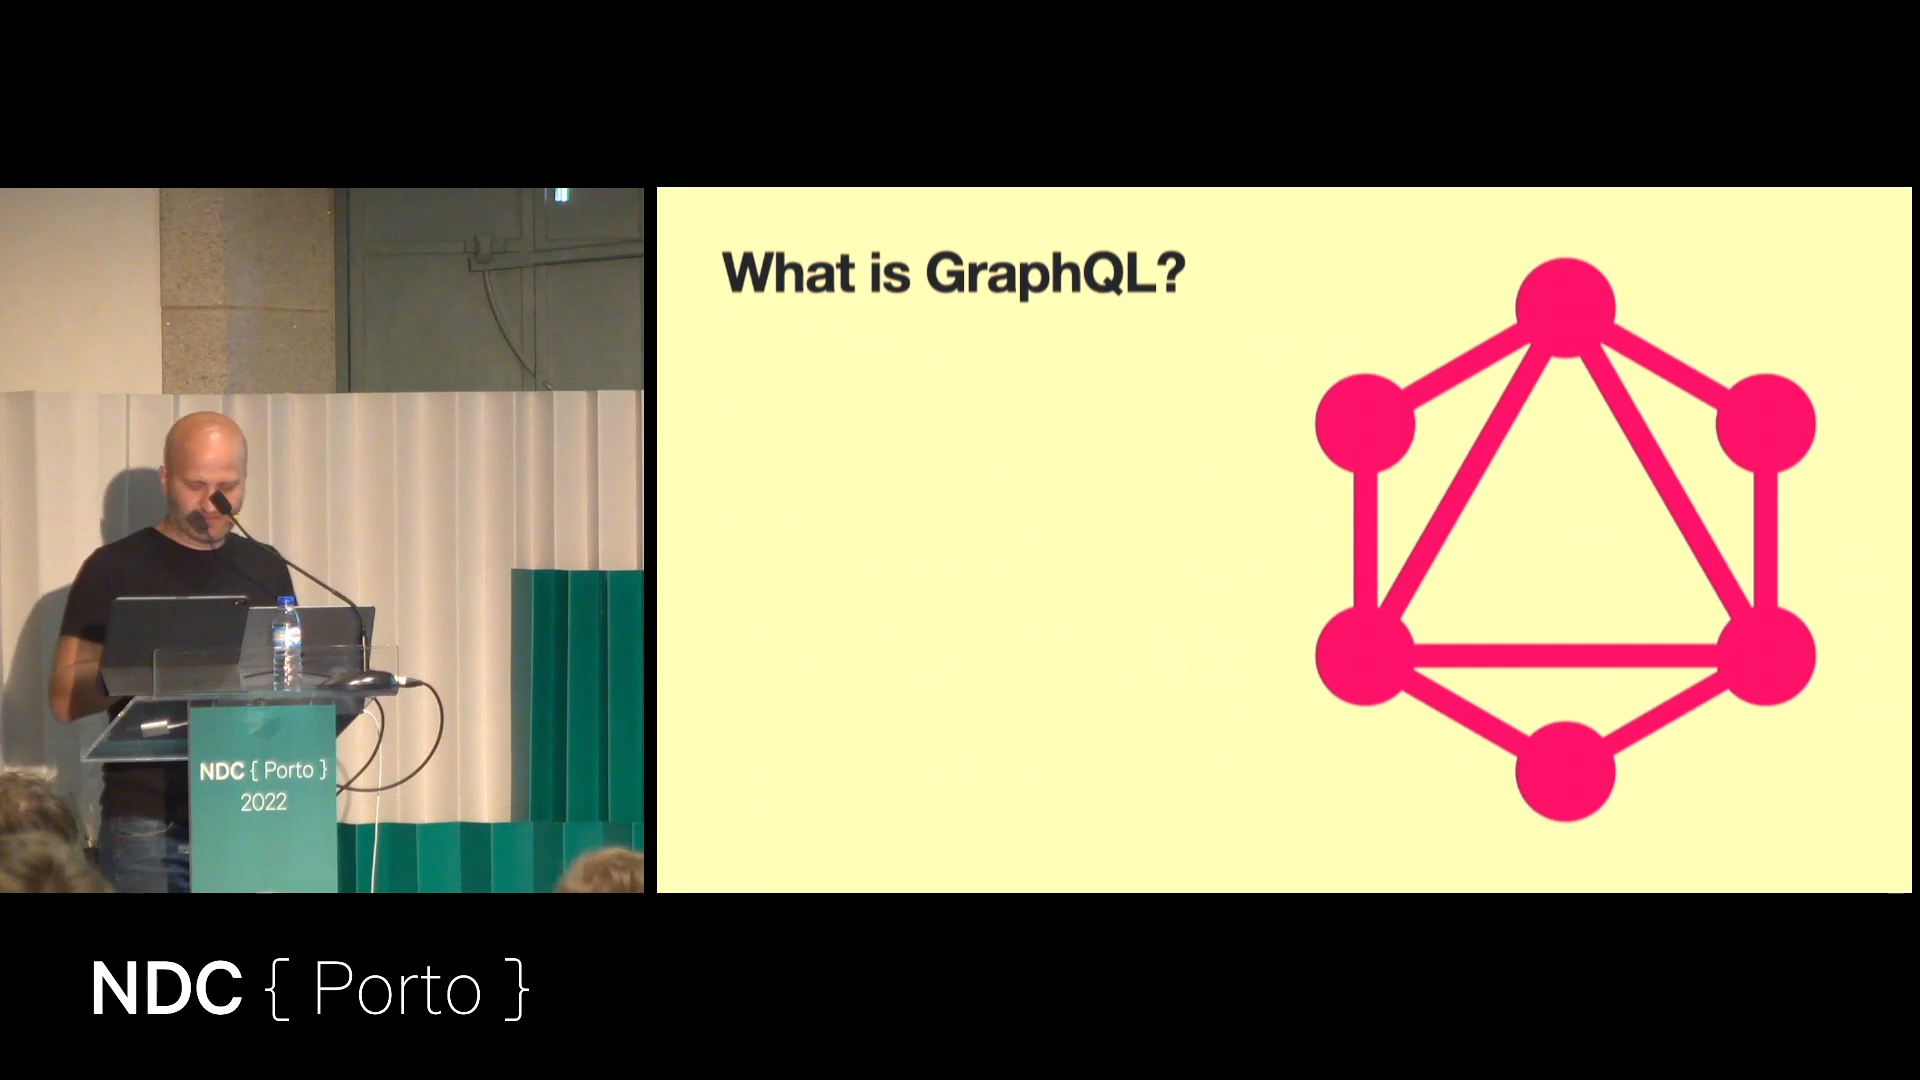 What is GraphQL?
NDC { Porto }
2022
NDC { Porto }